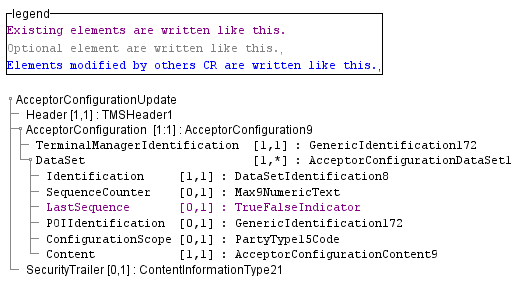 legend
Existing elements are written like this.
Optional element are written like this.,
Elements modified by others CR are written like this.,
AcceptorConfigurationUpdate
Header [1,1] : TMSHeader1
AcceptorConfiguration [1:1] : AcceptorConfiguration9
TerminalManagerIdentification [1,1] : GenericIdentification172
DataSet [1,*] : AcceptorConfigurationDataSet1
Identification [1,1] : DataSetIdentification8
SequenceCounter [0,1] : Max9NumericText
LastSequence [0,1] : TrueFalseIndicator
POIIdentification [0,1] : GenericIdentification172
ConfigurationScope [0,1] : PartyType15Code
Content [1,1] : AcceptorConfigurationContent9
SecurityTrailer [0,1] : ContentInformationType21